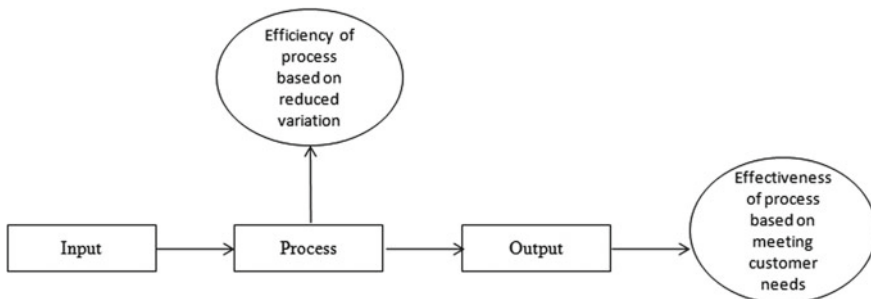 Efficiency of
process
based on
reduced
variation
Effectiveness
of process
based on
meeting
customer
needs
Input
Process
Output